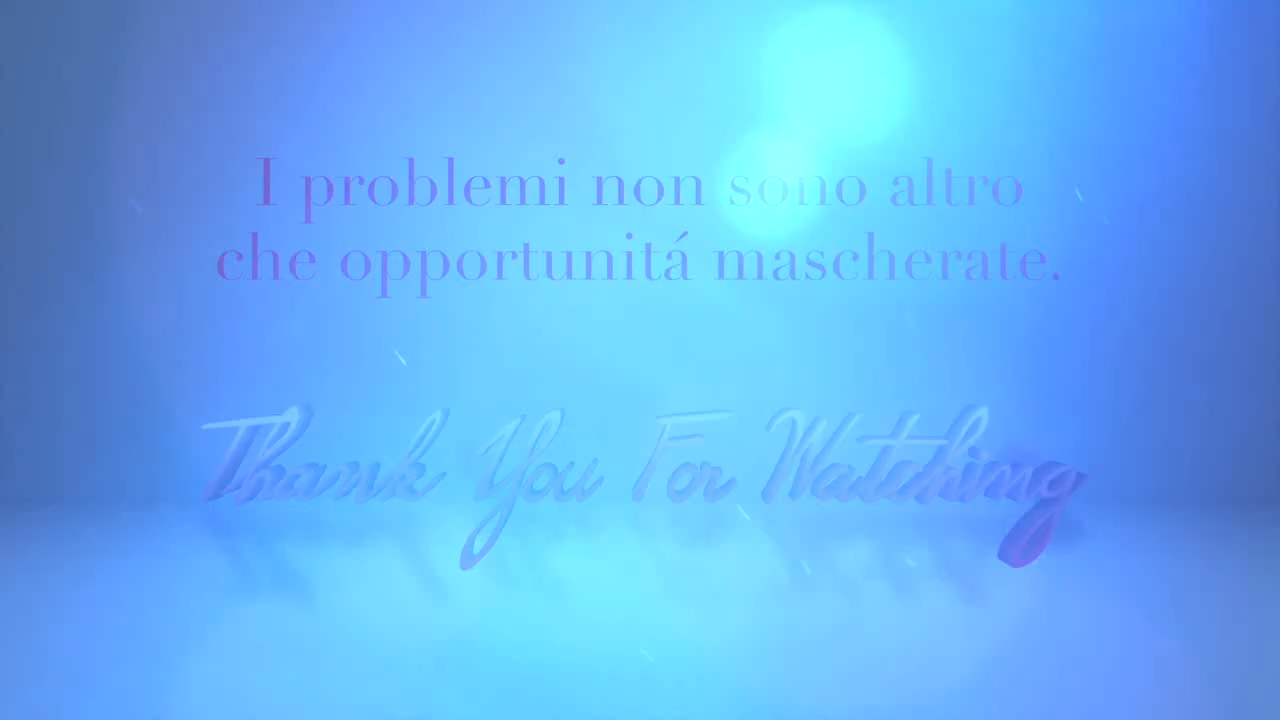 I problemi non sono altro
che opportunitá mascherate.
Thank You For Watching